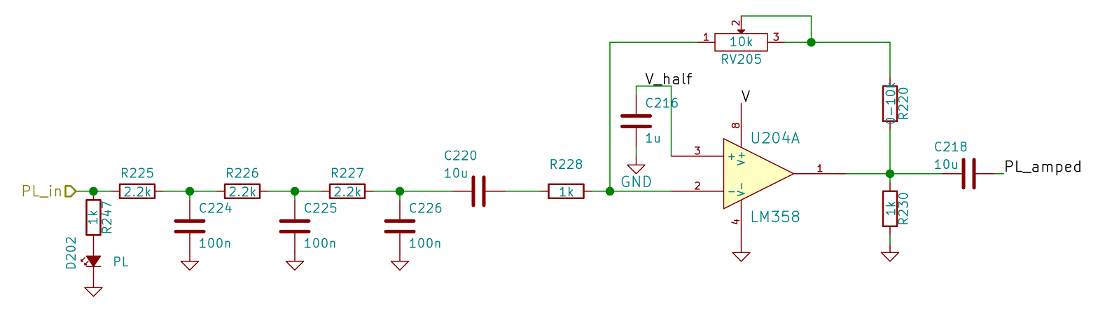 2
1
10k
3
RV205
V_half
C216
1u
GND
V
8
U204A
3
+
V+
1
2
-
V-
4
LM358
0-10k
R220
C218
10u
PL_amped
1k
R230
PL_in
R225
2.2k
R226
2.2k
R227
2.2k
C220
10u
R228
1k
1k
R247
C224
100n
C225
100n
C226
100n
D202
PL